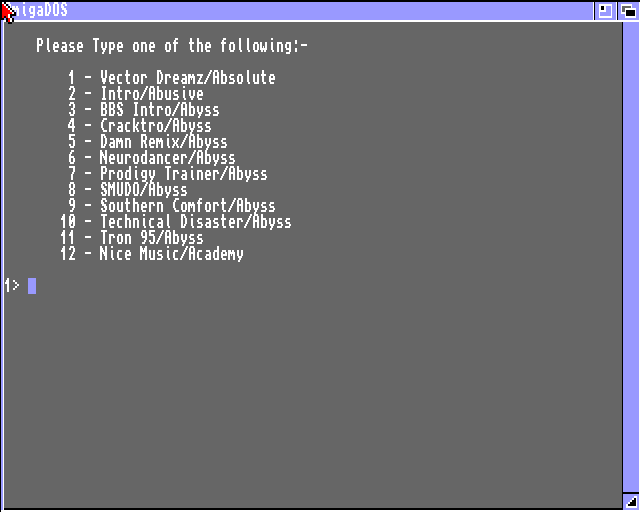 migaDOS
Please Type one of the following:-
1 - Vector Dreamz/Absolute
2 - Intro/Abusive
3 - BBS Intro/Abyss
4 - Cracktro/Abyss
5 - Damn Remix/Abyss
6 - Neurodancer/Abyss
7 - Prodigy Trainer/Abyss
8 - SMUDO/Abyss
9 - Southern Comfort/Abyss
10 - Technical Disaster/Abyss
11 - Tron 95/Abyss
12 - Nice Music/Academy
1>